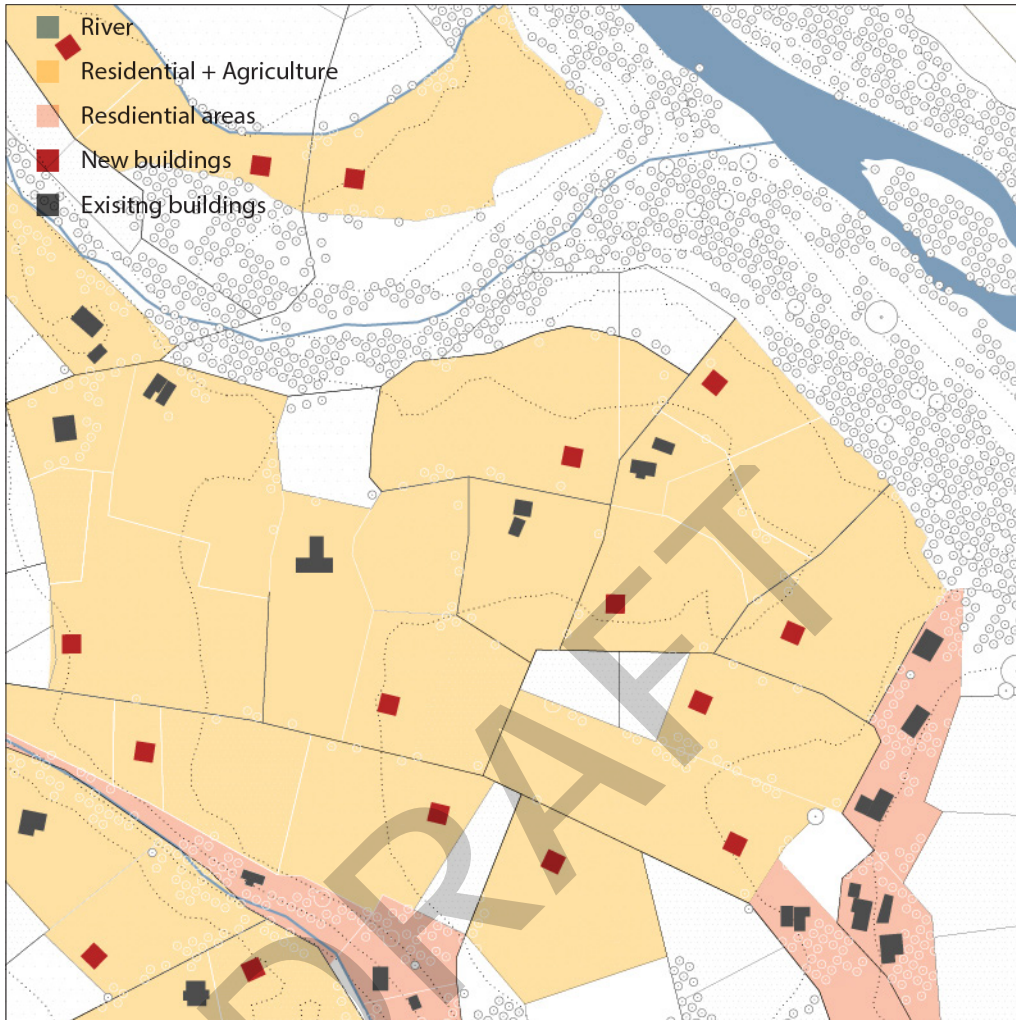 River
Residential + Agriculture
Resdiential areas
New buildings
Exisitng buildings
DRAFT